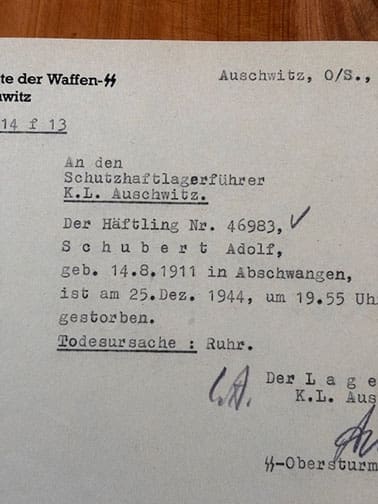 te der Waffen-ᛋᛋ
witz
Auschwitz, O/S.,
14 f 13
An den
Schutzhaftlagerführer
K.L. Auschwitz.
Der Häftling Nr. 46983,
Schubert Adolf,
geb. 14.8.1911 in Abschwangen,
ist am 25.Dez. 1944, um 19.55 Uh
gestorben.
Todesursache : Ruhr.
Der Lage
K.L. Aus
ᛋᛋ-Obersturm